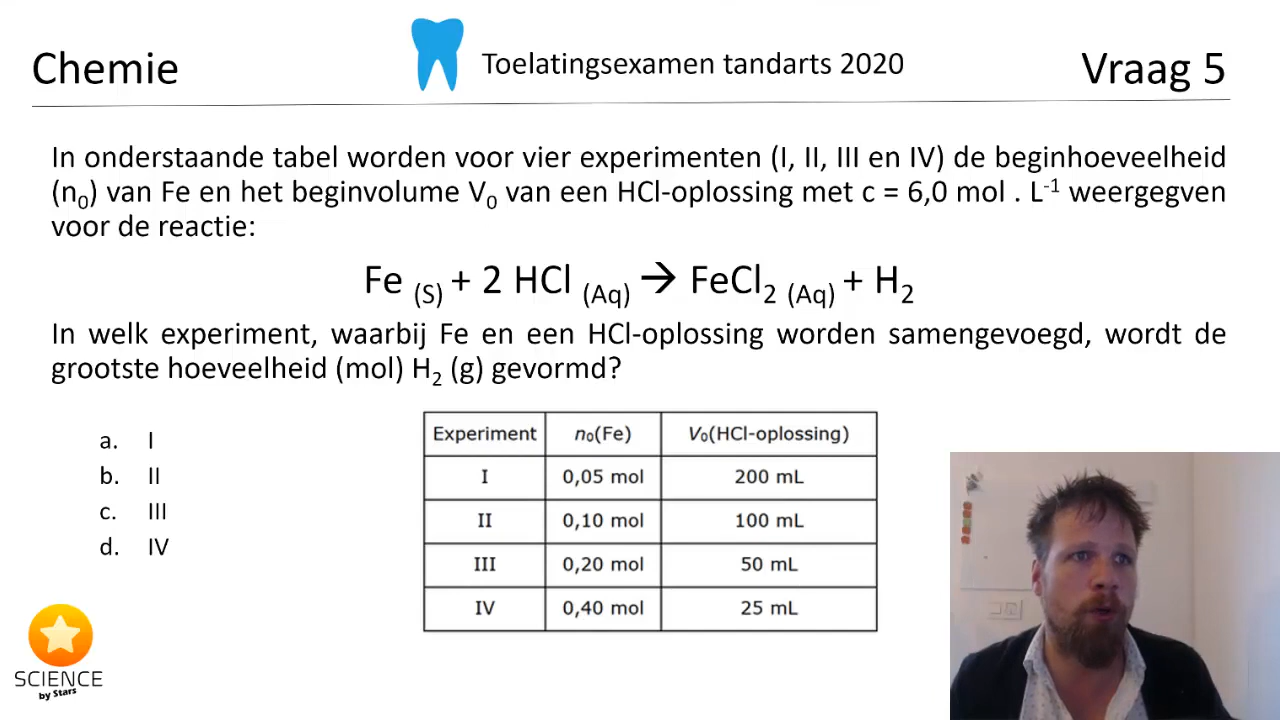 Chemie
Toelatingsexamen tandarts 2020
Vraag 5
In onderstaande tabel worden voor vier experimenten (I, II, III en IV) de beginhoeveelheid
(n₀) van Fe en het beginvolume V₀ van een HCl-oplossing met c = 6,0 mol . L⁻¹ weergegven
voor de reactie:
Fe (S) + 2 HCl (Aq) → FeCl₂ (Aq) + H₂
In welk experiment, waarbij Fe en een HCl-oplossing worden samengevoegd, wordt de
grootste hoeveelheid (mol) H₂ (g) gevormd?
a. I
b. II
c. III
d. IV
Experiment n₀(Fe) V₀(HCl-oplossing)
I 0,05 mol 200 mL
II 0,10 mol 100 mL
III 0,20 mol 50 mL
IV 0,40 mol 25 mL
SCIENCE
by Stars